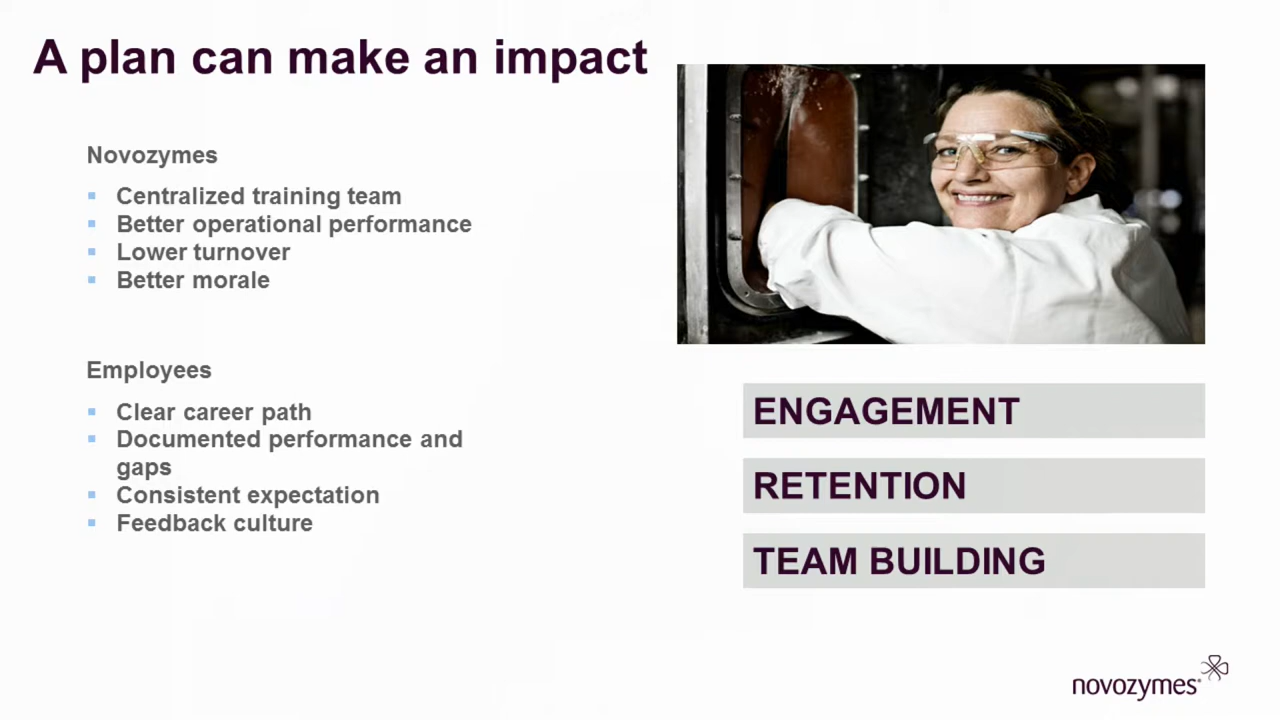 A plan can make an impact
Novozymes
Centralized training team
Better operational performance
Lower turnover
Better morale
Employees
Clear career path
Documented performance and
gaps
Consistent expectation
Feedback culture
ENGAGEMENT
RETENTION
TEAM BUILDING
novozymes